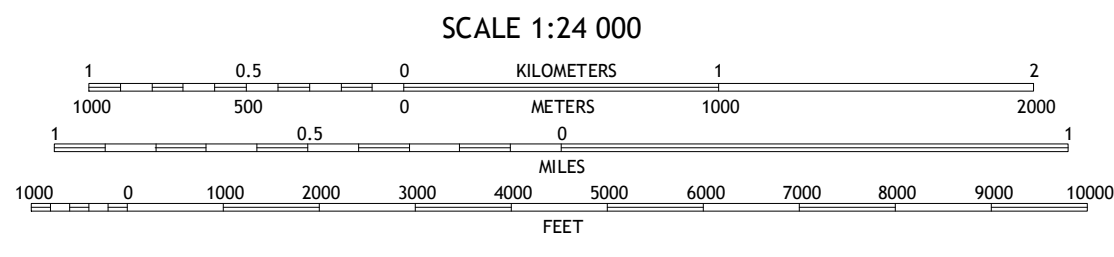 SCALE 1:24 000
1 0.5 0 KILOMETERS 1 2
1000 500 0 METERS 1000 2000
1 0.5 0 1
MILES
1000 0 1000 2000 3000 4000 5000 6000 7000 8000 9000 10000
FEET